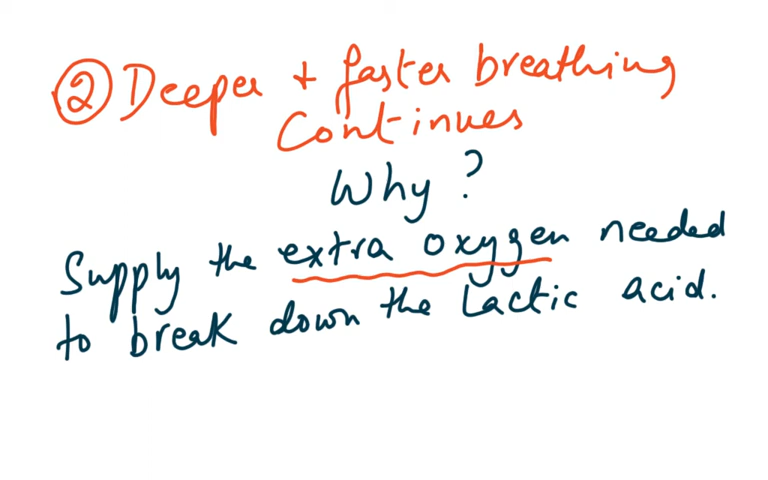 ② Deeper + faster breathing
Continues
Why ?
Supply the extra oxygen needed
to break down the Lactic acid.